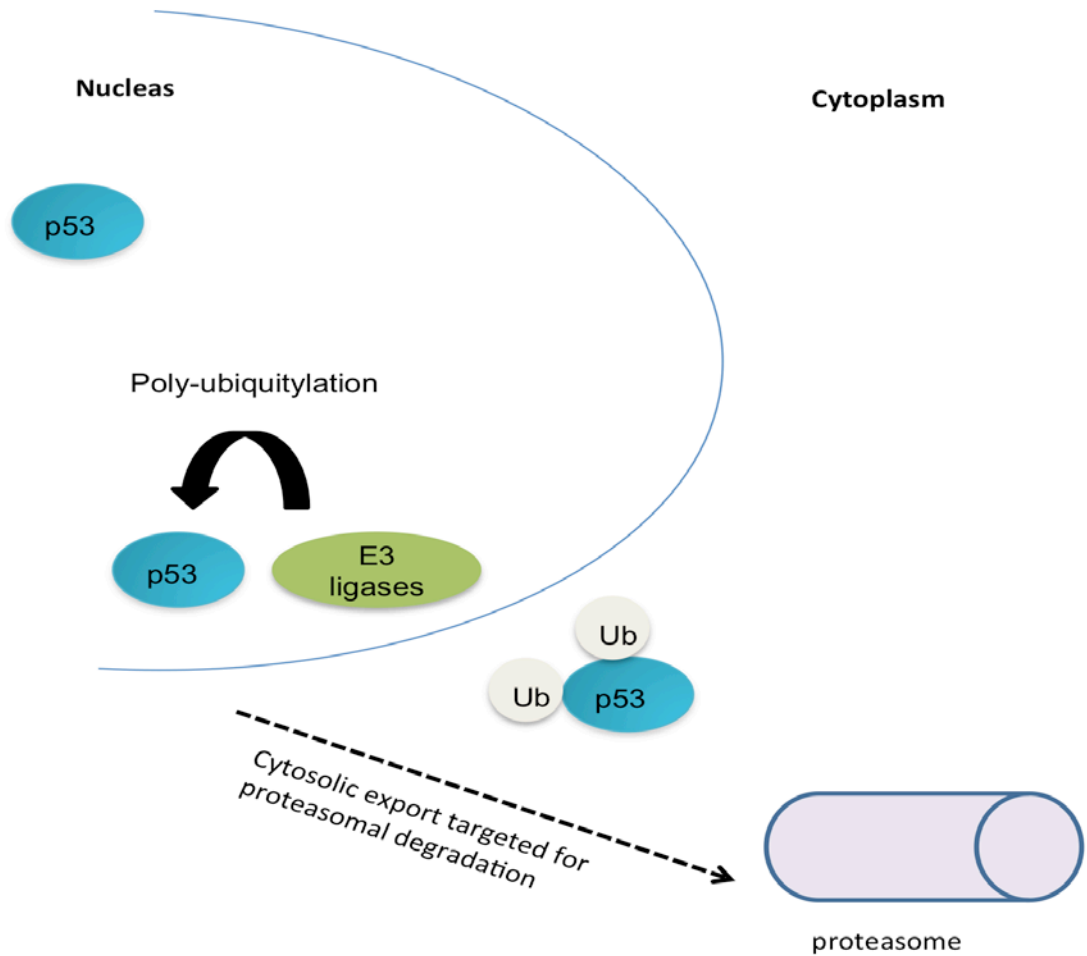 Nucleas
Cytoplasm
p53
Poly-ubiquitylation
p53
E3
ligases
Ub
Ub
p53
Cytosolic export targeted for
proteasomal degradation
proteasome